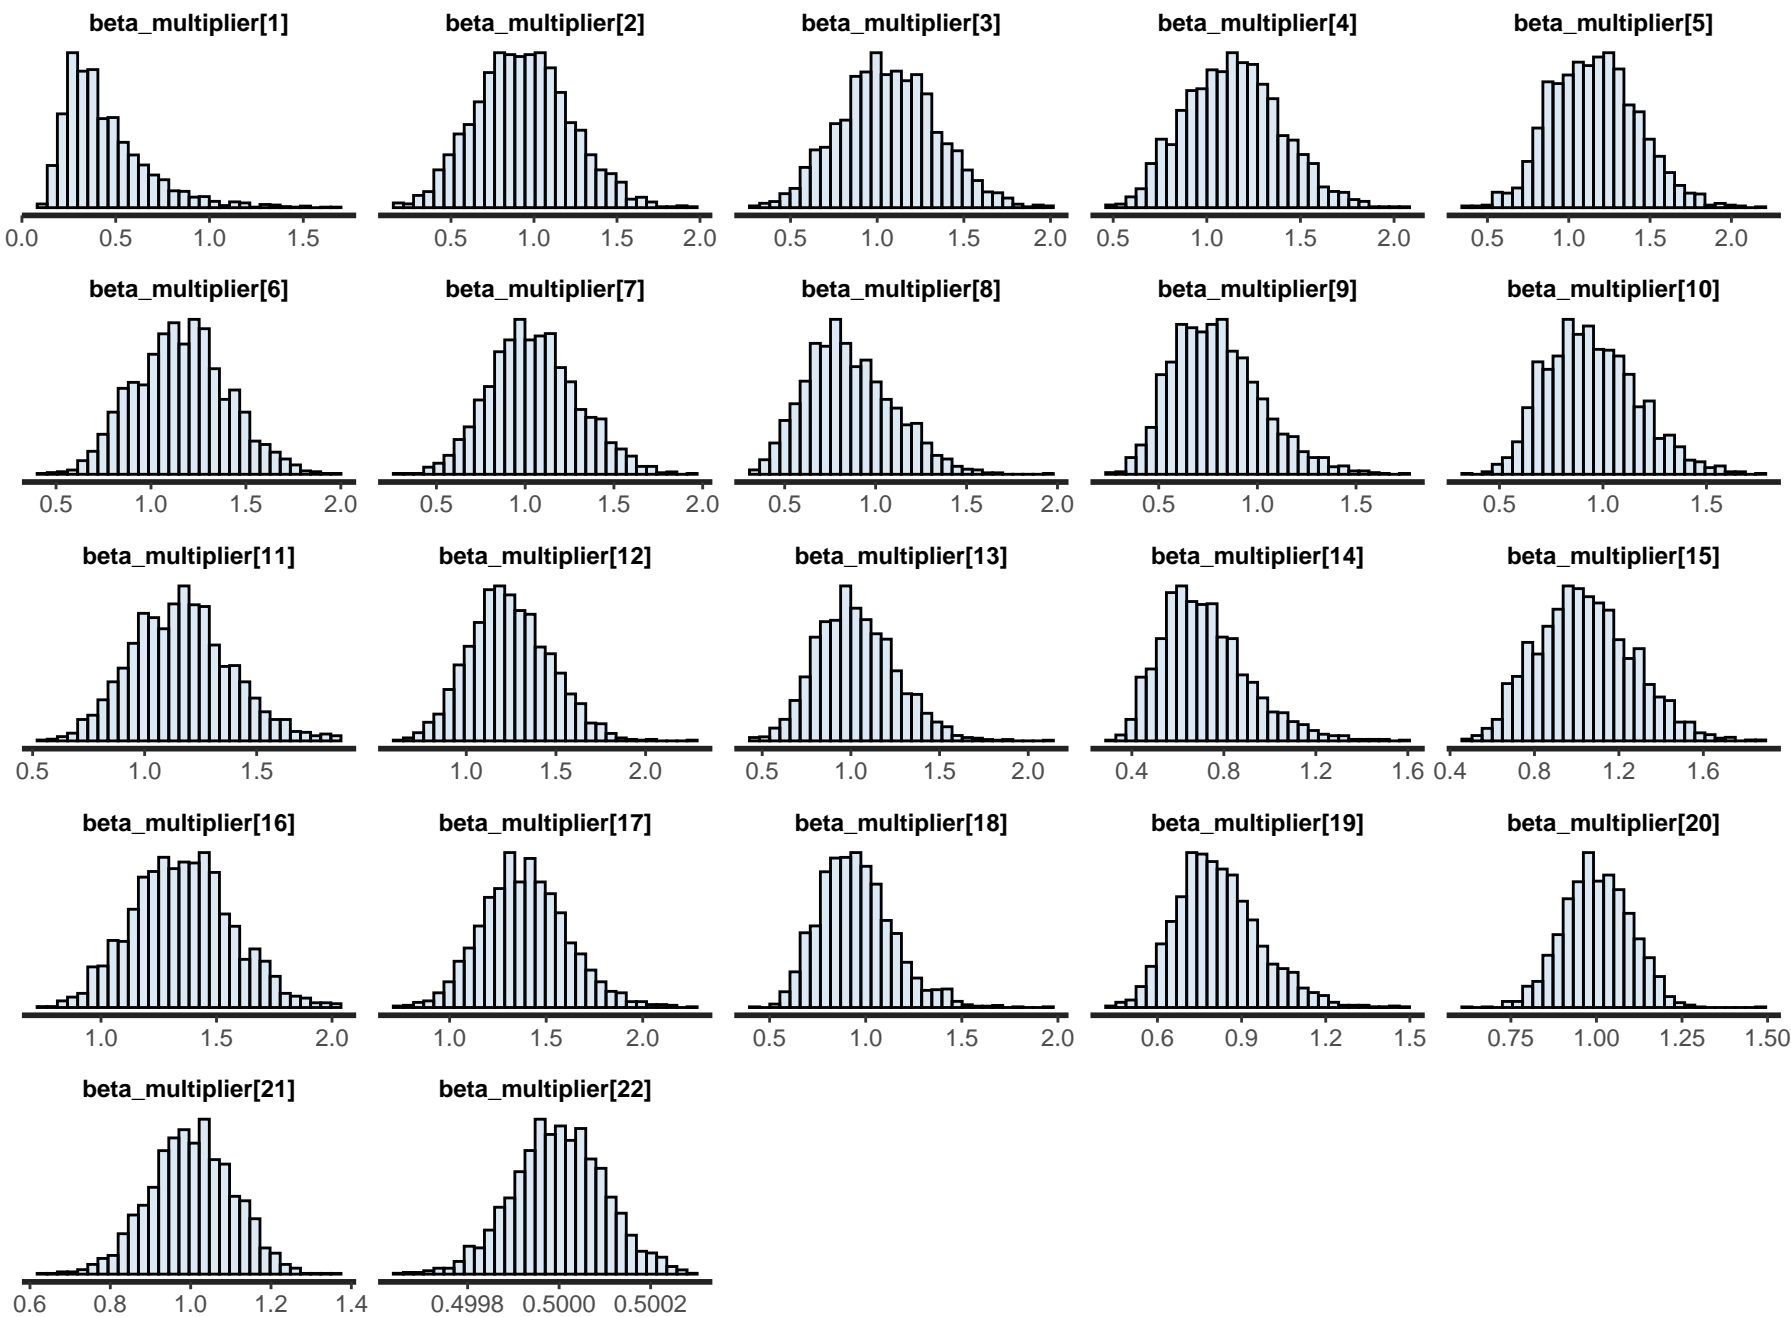 beta_multiplier[1] beta_multiplier[2] beta_multiplier[3] beta_multiplier[4] beta_multiplier[5]
0.0 0.5 1.0 1.5 0.5 1.0 1.5 2.0 0.5 1.0 1.5 2.0 0.5 1.0 1.5 2.0 0.5 1.0 1.5 2.0
beta_multiplier[6] beta_multiplier[7] beta_multiplier[8] beta_multiplier[9] beta_multiplier[10]
0.5 1.0 1.5 2.0 0.5 1.0 1.5 2.0 0.5 1.0 1.5 2.0 0.5 1.0 1.5 0.5 1.0 1.5
beta_multiplier[11] beta_multiplier[12] beta_multiplier[13] beta_multiplier[14] beta_multiplier[15]
0.5 1.0 1.5 1.0 1.5 2.0 0.5 1.0 1.5 2.0 0.4 0.8 1.2 1.6 0.4 0.8 1.2 1.6
beta_multiplier[16] beta_multiplier[17] beta_multiplier[18] beta_multiplier[19] beta_multiplier[20]
1.0 1.5 2.0 1.0 1.5 2.0 0.5 1.0 1.5 2.0 0.6 0.9 1.2 1.5 0.75 1.00 1.25 1.50
beta_multiplier[21] beta_multiplier[22]
0.6 0.8 1.0 1.2 1.4 0.4998 0.5000 0.5002